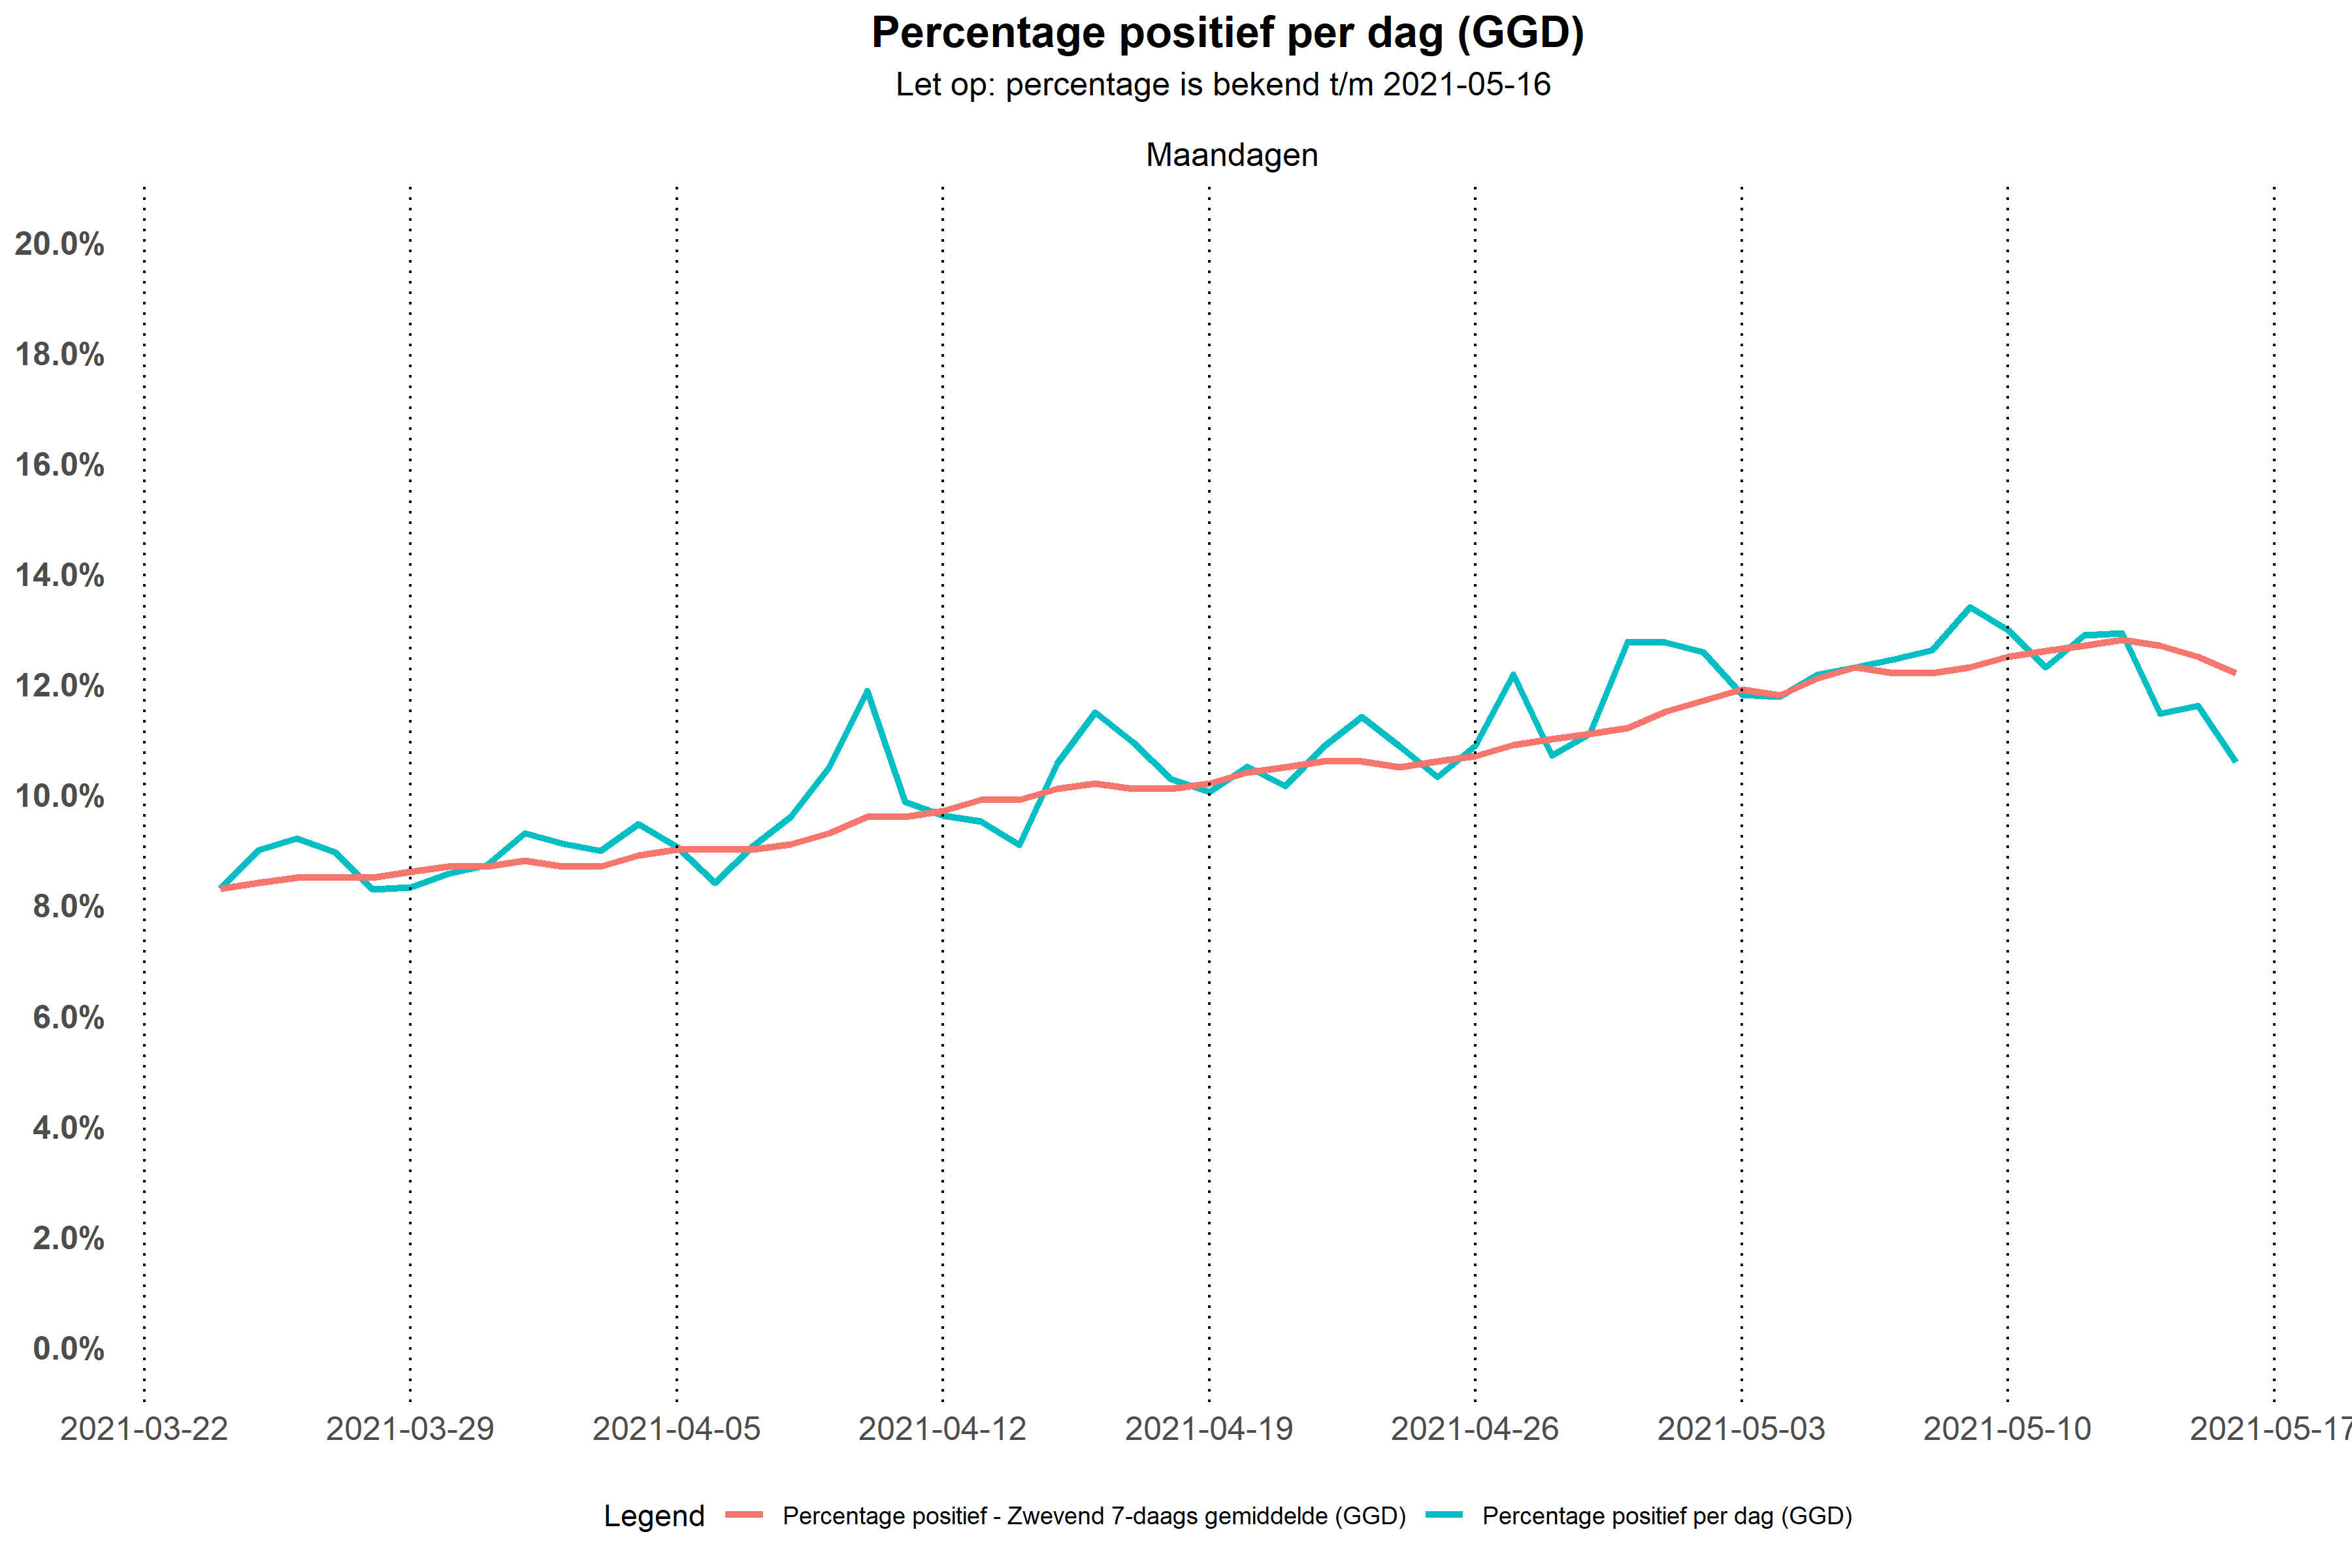 Percentage positief per dag (GGD)
Let op: percentage is bekend t/m 2021-05-16
Maandagen
20.0%
18.0%
16.0%
14.0%
12.0%
10.0%
8.0%
6.0%
4.0%
2.0%
0.0%
2021-03-22 2021-03-29 2021-04-05 2021-04-12 2021-04-19 2021-04-26 2021-05-03 2021-05-10 2021-05-17
Legend Percentage positief - Zwevend 7-daags gemiddelde (GGD) Percentage positief per dag (GGD)